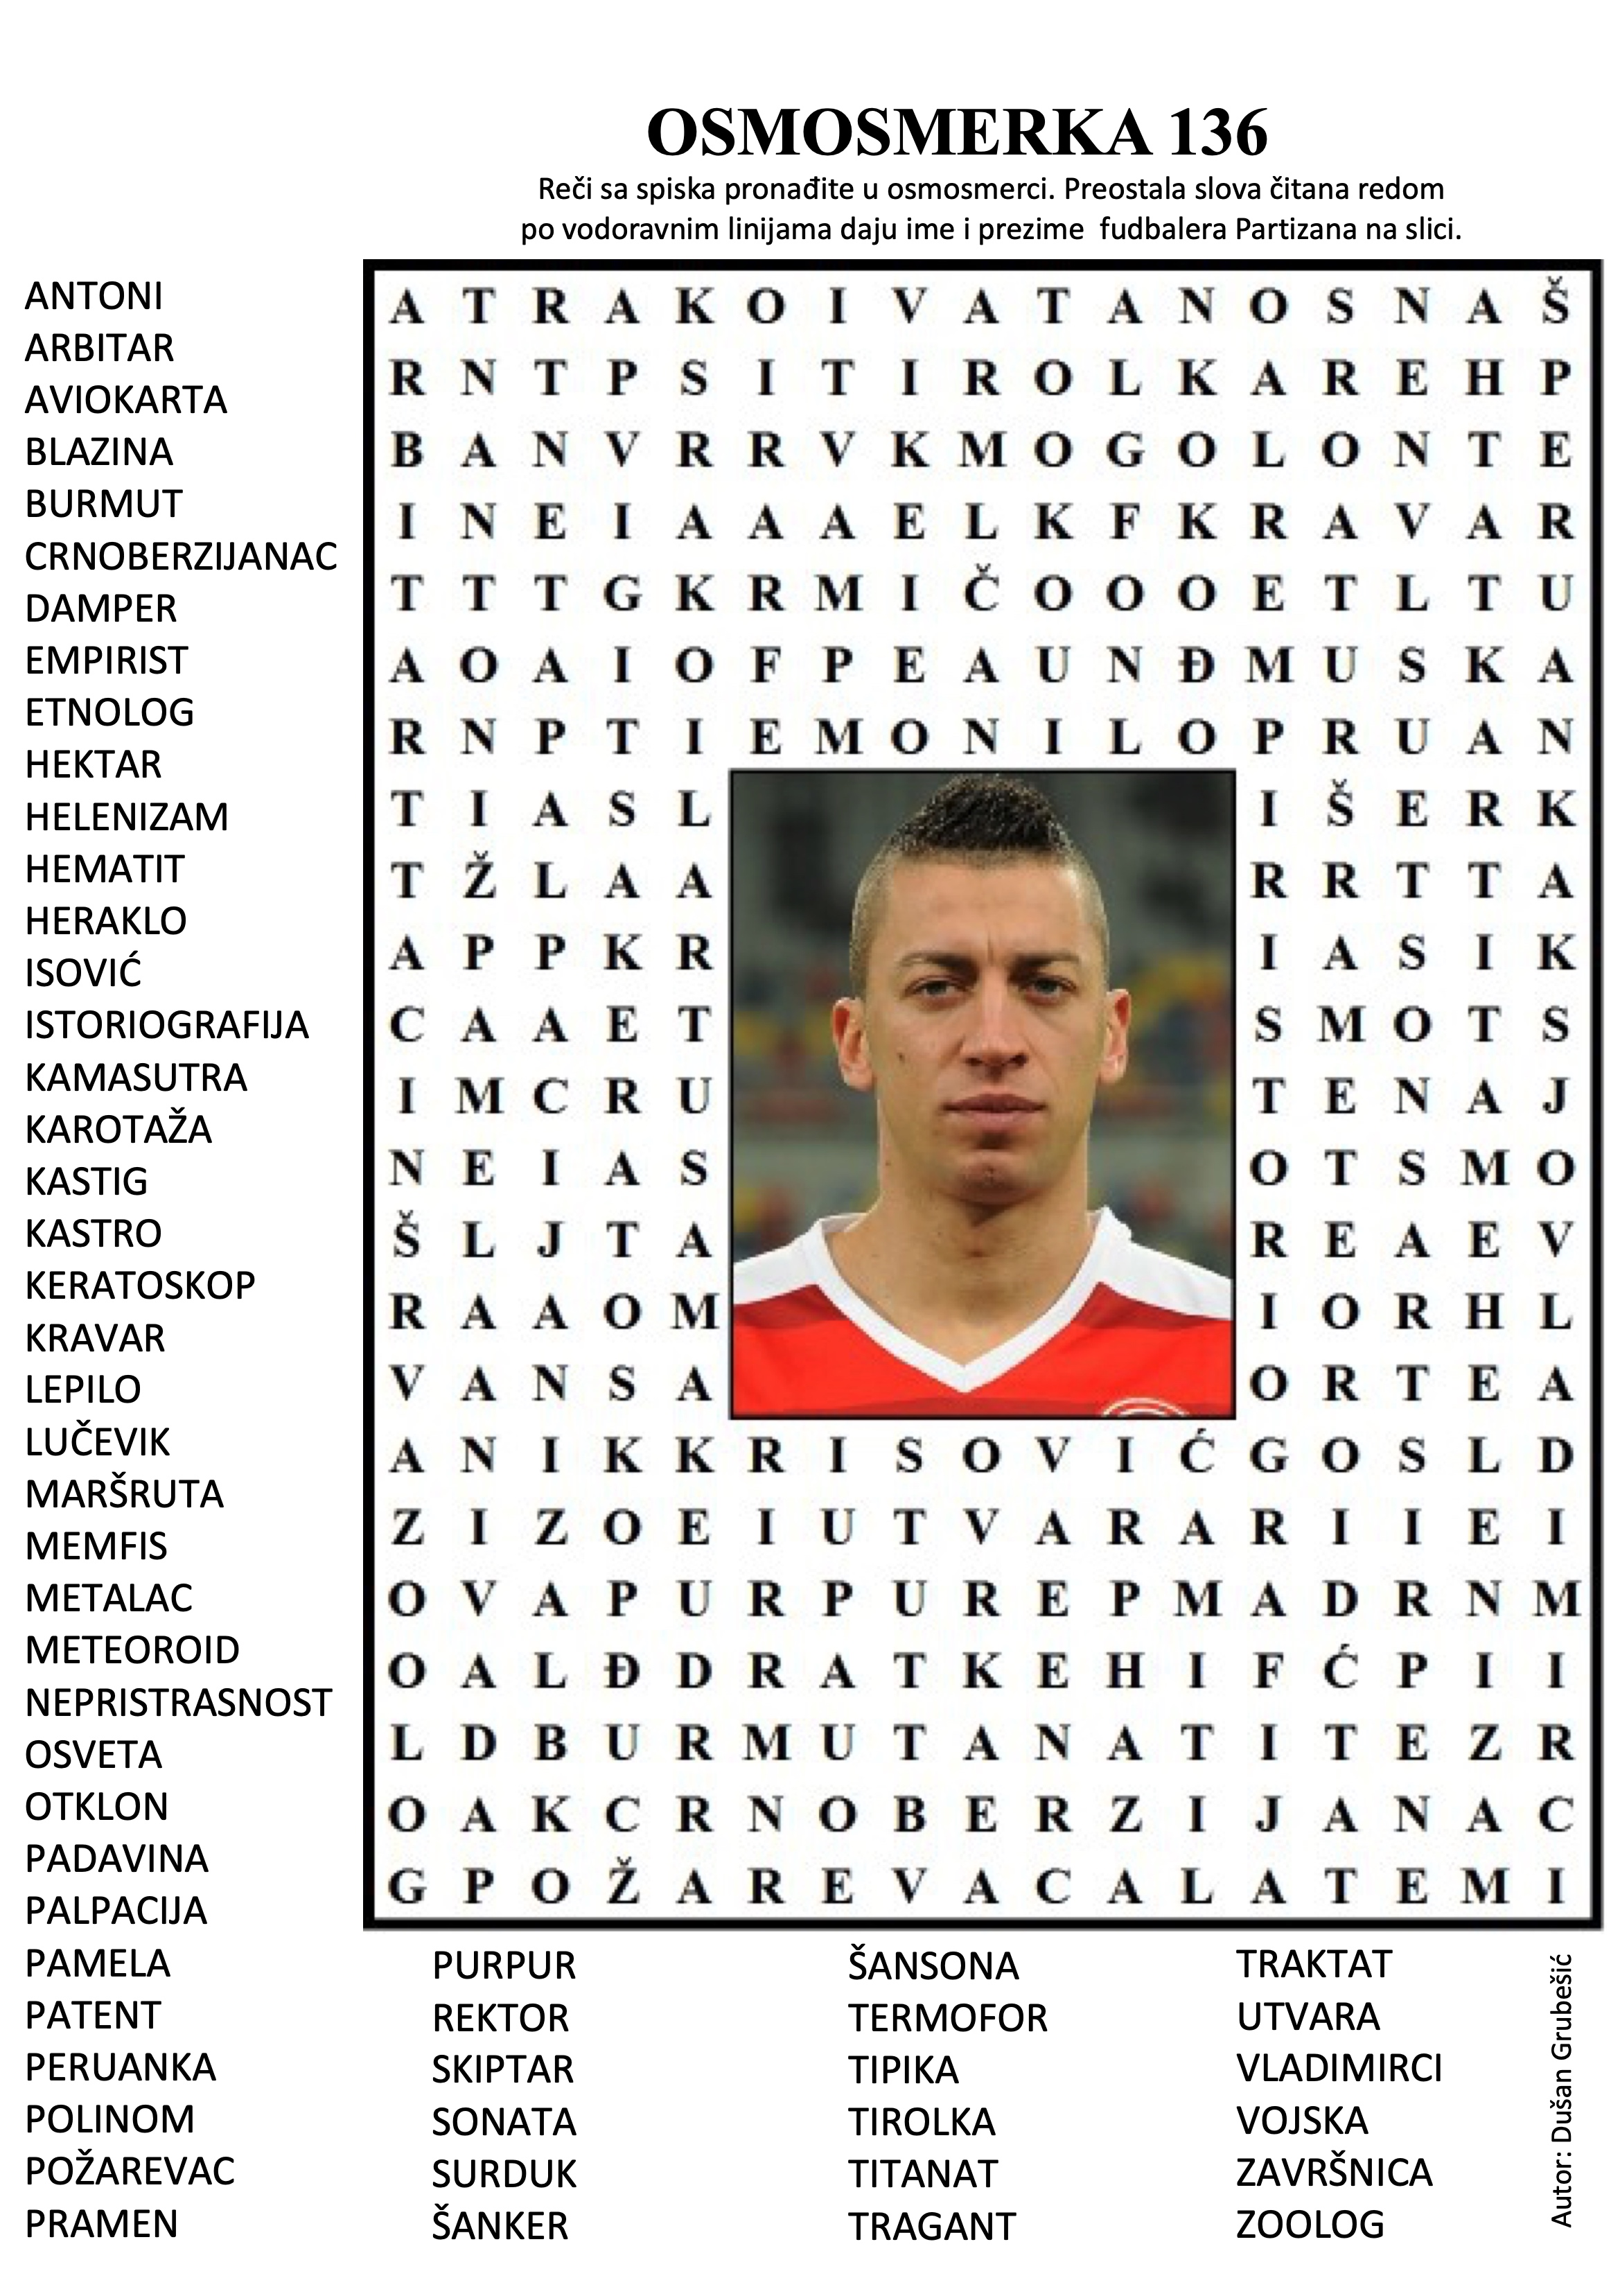 OSMOSMERKA 136
Reči sa spiska pronađite u osmosmerci. Preostala slova čitana redom
po vodoravnim linijama daju ime i prezime fudbalera Partizana na slici.
ANTONI
ARBITAR
AVIOKARTA
BLAZINA
BURMUT
CRNOBERZIJANAC
DAMPER
EMPIRIST
ETNOLOG
HEKTAR
HELENIZAM
HEMATIT
HERAKLO
ISOVIĆ
ISTORIOGRAFIJA
KAMASUTRA
KAROTAŽA
KASTIG
KASTRO
KERATOSKOP
KRAVAR
LEPILO
LUČEVIK
MARŠRUTA
MEMFIS
METALAC
METEOROID
NEPRISTRASNOST
OSVETA
OTKLON
PADAVINA
PALPACIJA
PAMELA
PATENT
PERUANKA
POLINOM
POŽAREVAC
PRAMEN
A T R A K O I V A T A N O S N A Š
R N T P S I T I R O L K A R E H P
B A N V R R V K M O G O L O N T E
I N E I A A A E L K F K R A V A R
T T T G K R M I Č O O O E T L T U
A O A I O F P E A U N Đ M U S K A
R N P T I E M O N I L O P R U A N
T I A S L I Š E R K
T Ž L A A R R T T A
A P P K R I A S I K
C A A E T S M O T S
I M C R U T E N A J
N E I A S O T S M O
Š L J T A R E A E V
R A A O M I O R H L
V A N S A O R T E A
A N I K K R I S O V I Ć G O S L D
Z I Z O E I U T V A R A R I I E I
O V A P U R P U R E P M A D R N M
O A L Đ D R A T K E H I F Ć P I I
L D B U R M U T A N A T I T E Z R
O A K C R N O B E R Z I J A N A C
G P O Ž A R E V A C A L A T E M I
PURPUR
REKTOR
SKIPTAR
SONATA
SURDUK
ŠANKER
ŠANSONA
TERMOFOR
TIPIKA
TIROLKA
TITANAT
TRAGANT
TRAKTAT
UTVARA
VLADIMIRCI
VOJSKA
ZAVRŠNICA
ZOOLOG
Autor: Dušan Grubešić